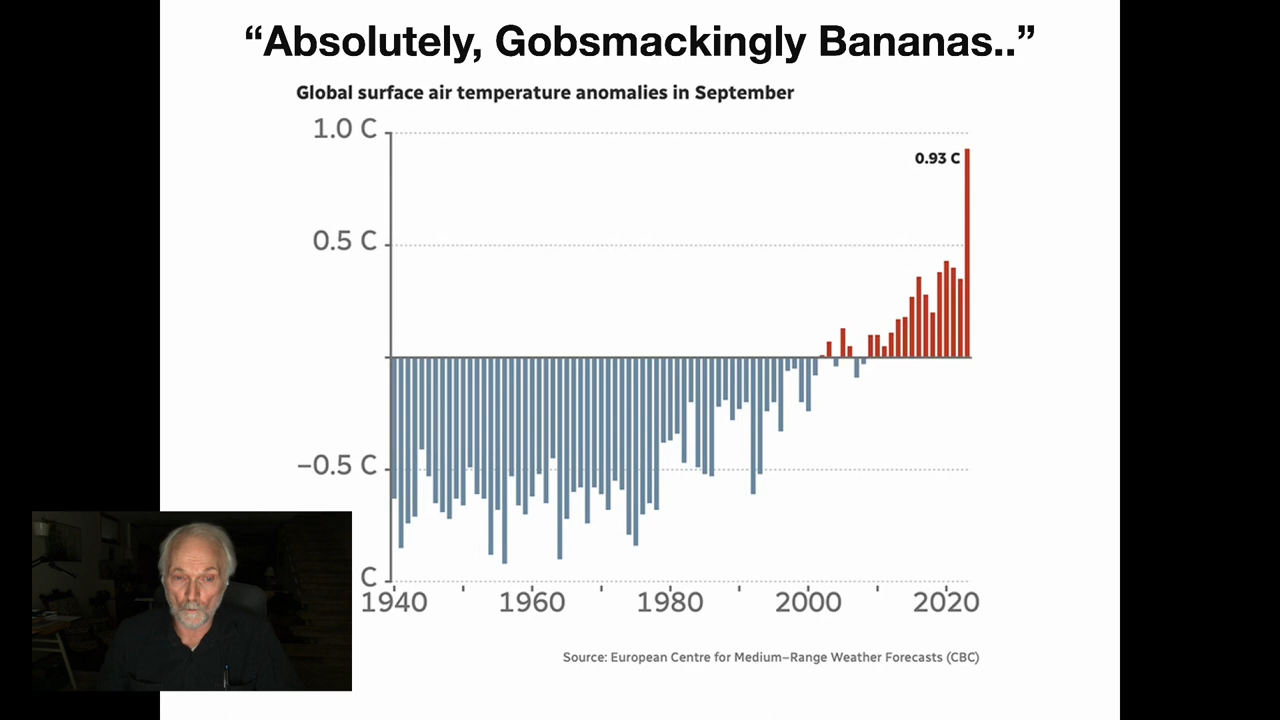 “Absolutely, Gobsmackingly Bananas..”
Global surface air temperature anomalies in September
1.0 C
0.93 C
0.5 C
−0.5 C
C
1940 1960 1980 2000 2020
Source: European Centre for Medium–Range Weather Forecasts (CBC)